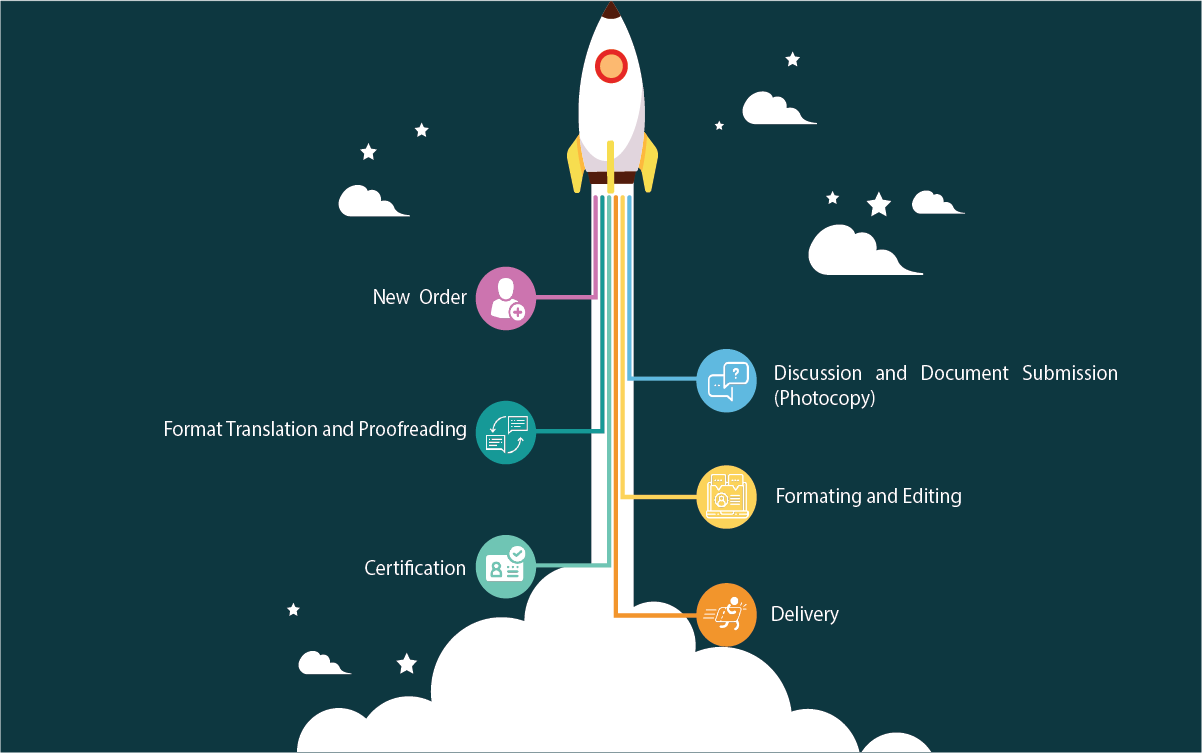 New Order
Discussion and Document Submission
(Photocopy)
Format Translation and Proofreading
Formating and Editing
Certification
Delivery